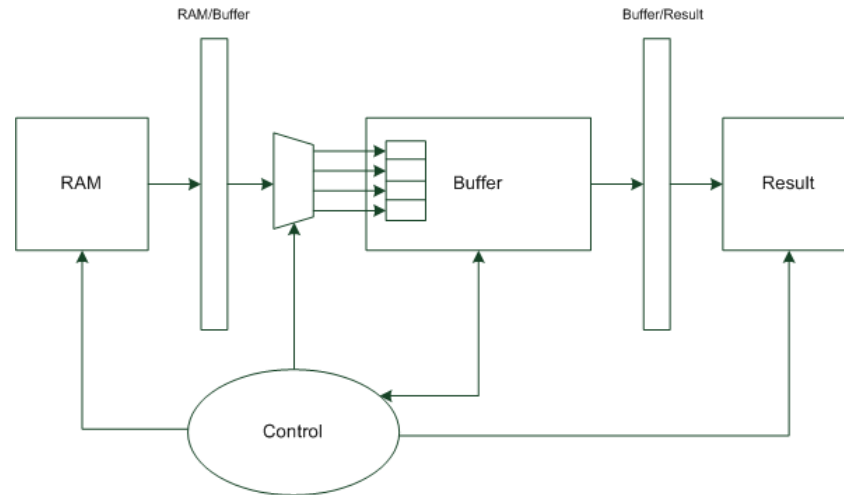 RAM/Buffer
Buffer/Result
RAM
Buffer
Result
Control